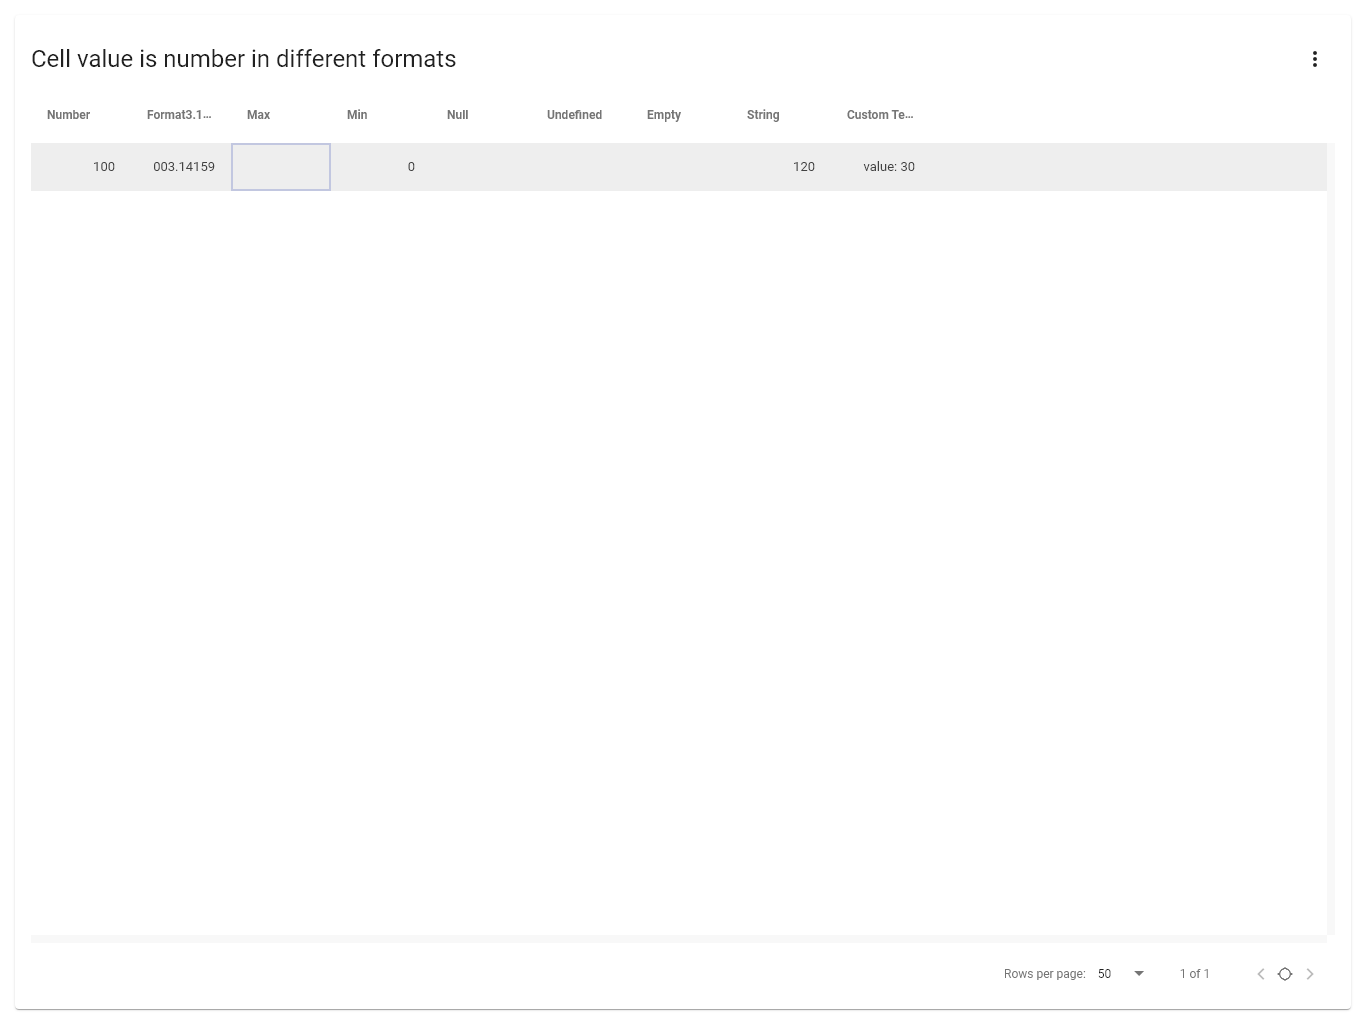 Cell value is number in different formats
Number Format3.1... Max Min Null Undefined Empty String Custom Te...
100 003.14159 0 120 value: 30
Rows per page: 50 1 of 1